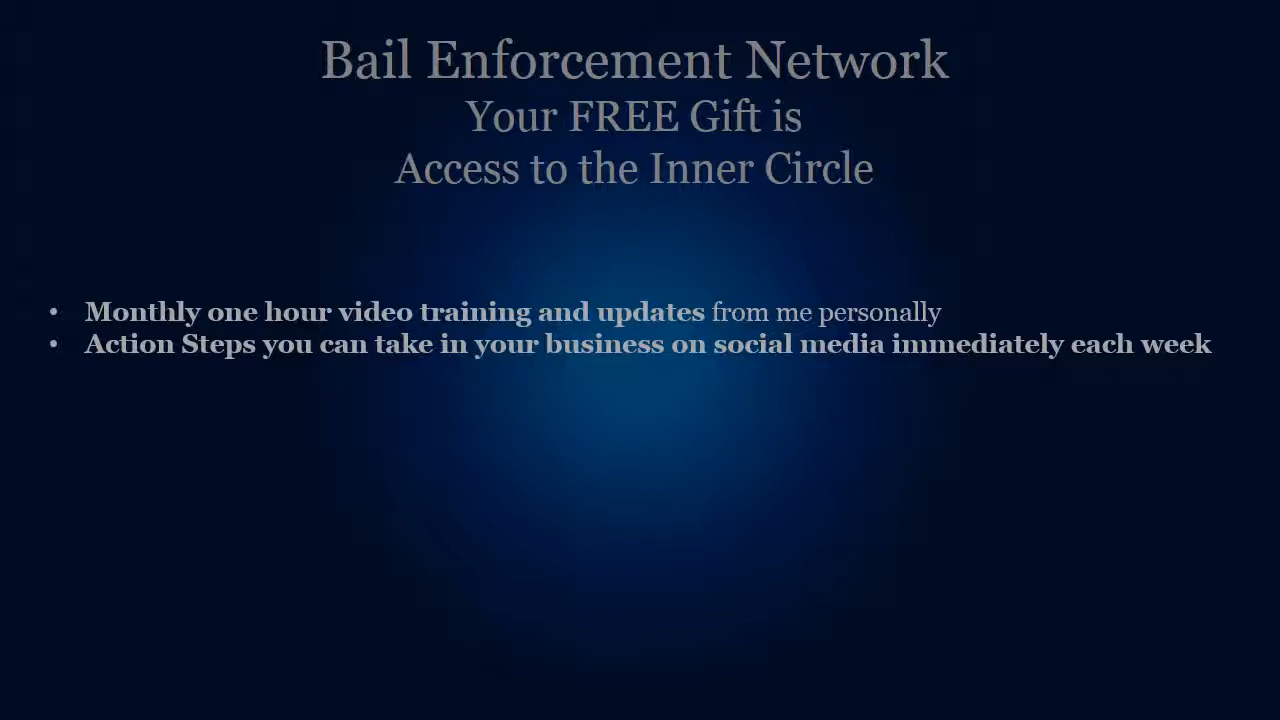 Bail Enforcement Network
Your FREE Gift is
Access to the Inner Circle
• Monthly one hour video training and updates from me personally
• Action Steps you can take in your business on social media immediately each week